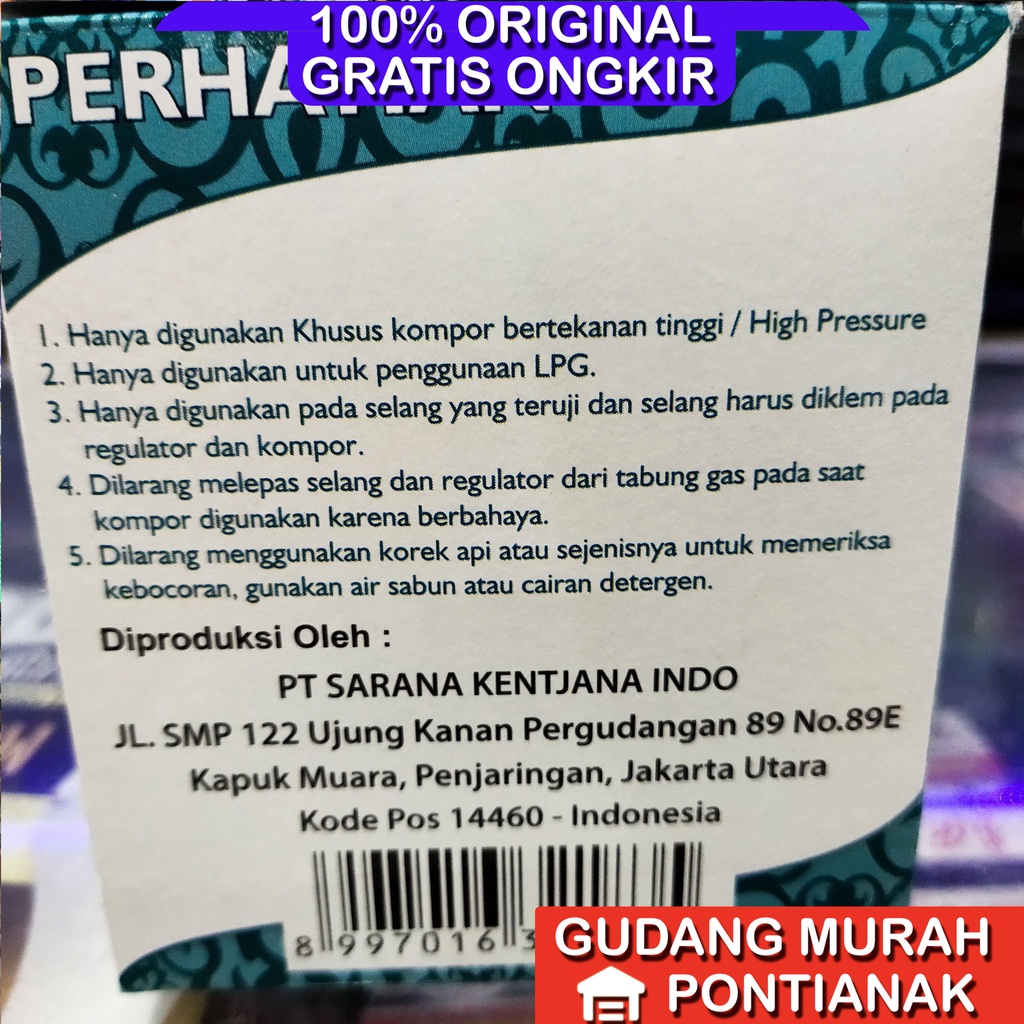 100% ORIGINAL
GRATIS ONGKIR
1. Hanya digunakan Khusus kompor bertekanan tinggi / High Pressure
2. Hanya digunakan untuk penggunaan LPG.
3. Hanya digunakan pada selang yang teruji dan selang harus diklem pada
regulator dan kompor.
4. Dilarang melepas selang dan regulator dari tabung gas pada saat
kompor digunakan karena berbahaya.
5. Dilarang menggunakan korek api atau sejenisnya untuk memeriksa
kebocoran, gunakan air sabun atau cairan detergen.
Diproduksi Oleh :
PT SARANA KENTJANA INDO
JL. SMP 122 Ujung Kanan Pergudangan 89 No.89E
Kapuk Muara, Penjaringan, Jakarta Utara
Kode Pos 14460 - Indonesia
8 997016 3
GUDANG MURAH
PONTIANAK